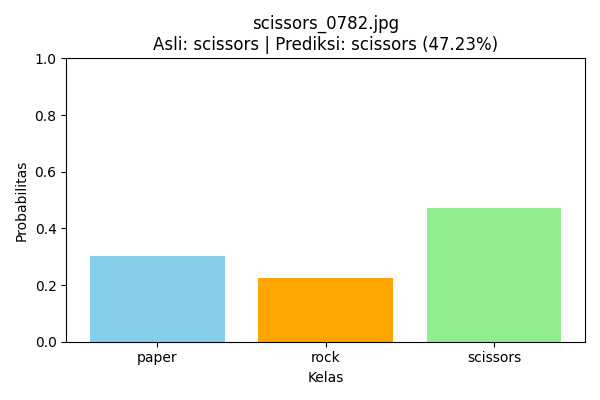 scissors_0782.jpg
Asli: scissors | Prediksi: scissors (47.23%)
1.0
0.8
0.6
0.4
0.2
0.0
Probabilitas
paper rock scissors
Kelas